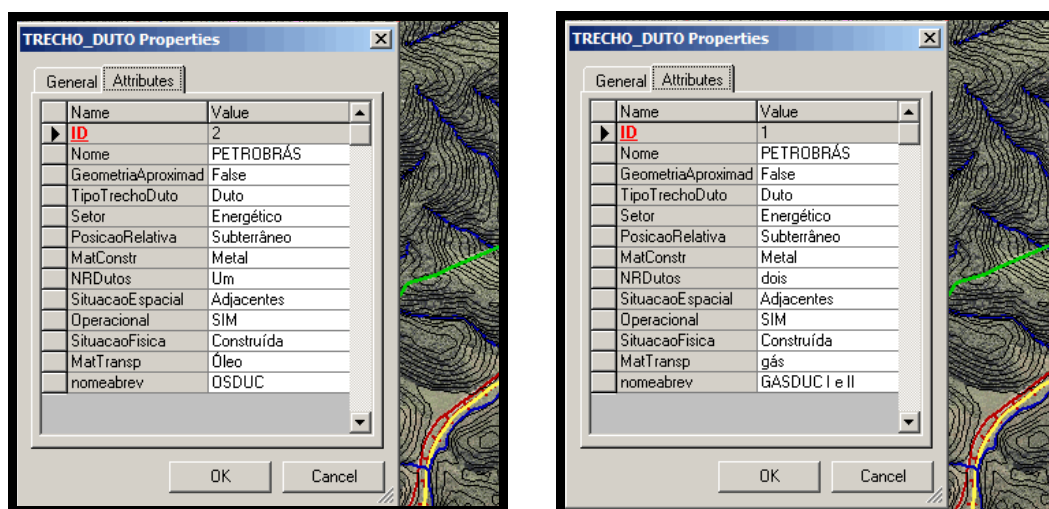 TRECHO_DUTO Properties
General Attributes
Name Value
ID 2
Nome PETROBRÁS
GeometriaAproximad False
TipoTrechoDuto Duto
Setor Energético
PosicaoRelativa Subterrâneo
MatConstr Metal
NRDutos Um
SituacaoEspacial Adjacentes
Operacional SIM
SituacaoFisica Construída
MatTransp Óleo
nomeabrev OSDUC
OK Cancel
TRECHO_DUTO Properties
General Attributes
Name Value
ID 1
Nome PETROBRÁS
GeometriaAproximad False
TipoTrechoDuto Duto
Setor Energético
PosicaoRelativa Subterrâneo
MatConstr Metal
NRDutos dois
SituacaoEspacial Adjacentes
Operacional SIM
SituacaoFisica Construída
MatTransp gás
nomeabrev GASDUC I e II
OK Cancel